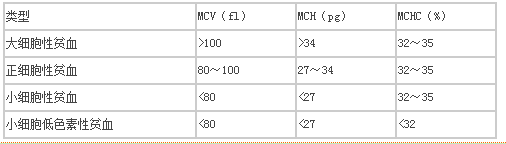 类型 MCV（fl） MCH（pg） MCHC（%）
大细胞性贫血 >100 >34 32～35
正细胞性贫血 80～100 27～34 32～35
小细胞性贫血 <80 <27 32～35
小细胞低色素性贫血 <80 <27 <32